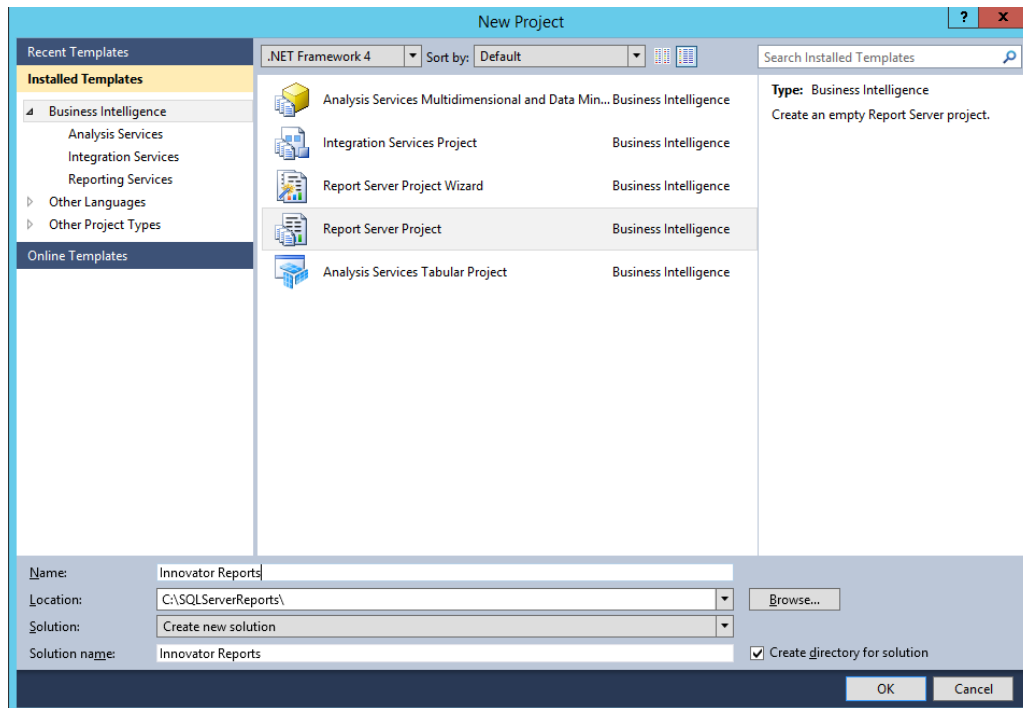 New Project
?
x
Recent Templates
Installed Templates
Business Intelligence
Analysis Services
Integration Services
Reporting Services
Other Languages
Other Project Types
Online Templates
.NET Framework 4
Sort by: Default
Analysis Services Multidimensional and Data Min... Business Intelligence
Integration Services Project Business Intelligence
Report Server Project Wizard Business Intelligence
Report Server Project Business Intelligence
Analysis Services Tabular Project Business Intelligence
Search Installed Templates
Type: Business Intelligence
Create an empty Report Server project.
Name: Innovator Reports
Location: C:\SQLServerReports\ Browse...
Solution: Create new solution
Solution name: Innovator Reports Create directory for solution
OK Cancel